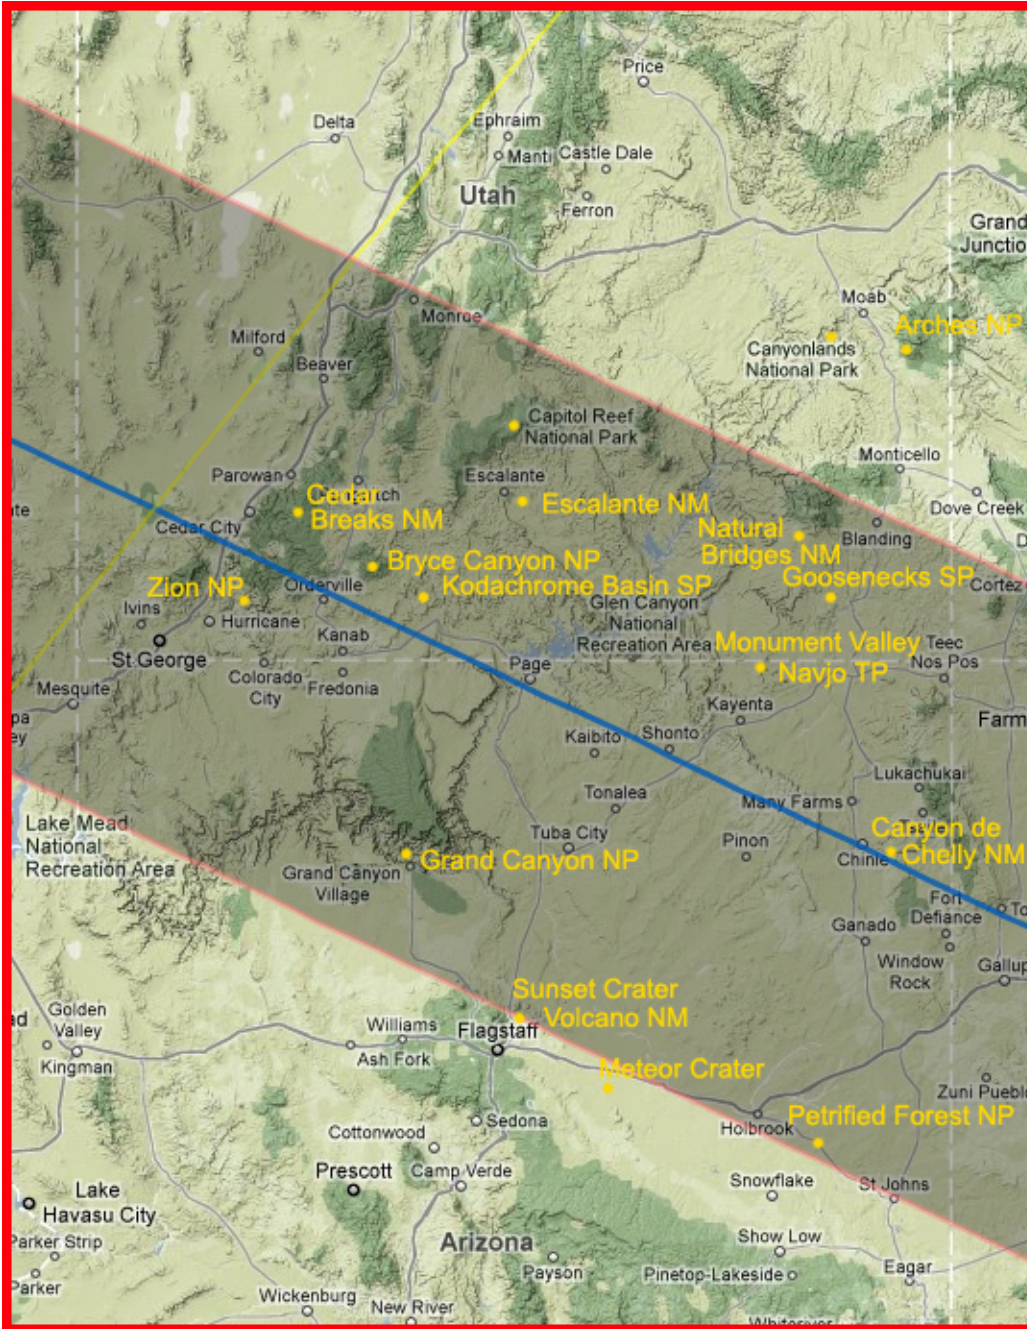 Price
Delta
Ephraim
Manti
Castle Dale
Utah
Ferron
Grand
Junctio
Moab
Monroe
Arches NP
Milford
Canyonlands
National Park
Beaver
Capitol Reef
National Park
Monticello
Parowan
Escalante
Cedar
Breaks NM
Escalante NM
Dove Creek
Cedar City
Natural
Bridges NM
Blanding
Bryce Canyon NP
Goosenecks SP
Zion NP
Orderville
Kodachrome Basin SP
Cortez
Ivins
Hurricane
Glen Canyon
National
Recreation Area
Kanab
St George
Monument Valley
Navjo TP
Teec
Nos Pos
Page
Colorado
City
Fredonia
Mesquite
Kayenta
Farm
Kaibito
Shonto
Lukachukai
Tonalea
Many Farms
Lake Mead
National
Recreation Area
Tuba City
Pinon
Canyon de
Chelly NM
Chinle
Grand Canyon NP
Grand Canyon
Village
Fort
Defiance
Ganado
Window
Rock
Gallup
Sunset Crater
Volcano NM
Golden
Valley
Williams
Flagstaff
Kingman
Ash Fork
Meteor Crater
Zuni Pueblo
Petrified Forest NP
Holbrook
Sedona
Cottonwood
Prescott
Camp Verde
Snowflake
St Johns
Lake
Havasu City
Parker Strip
Arizona
Show Low
Parker
Payson
Pinetop-Lakeside
Eagar
Wickenburg
New River